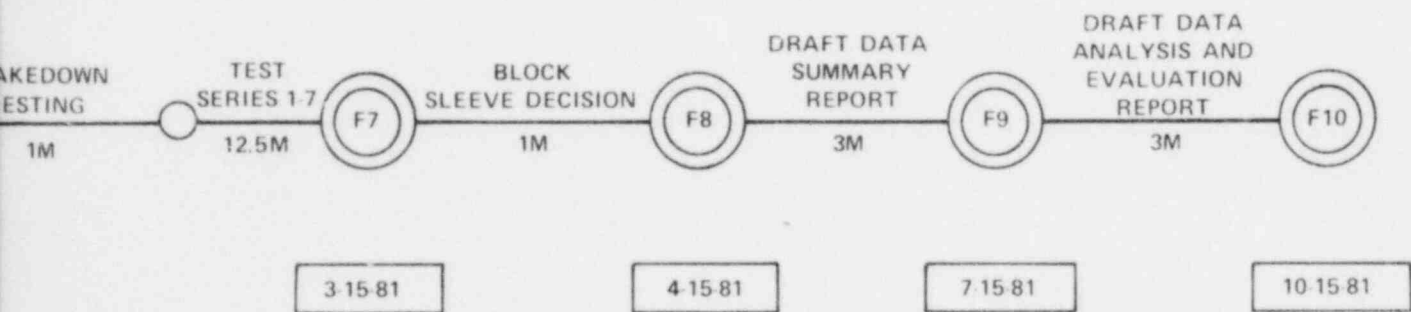 AKEDOWN
ESTING
1M
TEST
SERIES 1-7
12.5M
F7
BLOCK
SLEEVE DECISION
1M
F8
DRAFT DATA
SUMMARY
REPORT
3M
F9
DRAFT DATA
ANALYSIS AND
EVALUATION
REPORT
3M
F10
3-15-81
4-15-81
7-15-81
10-15-81